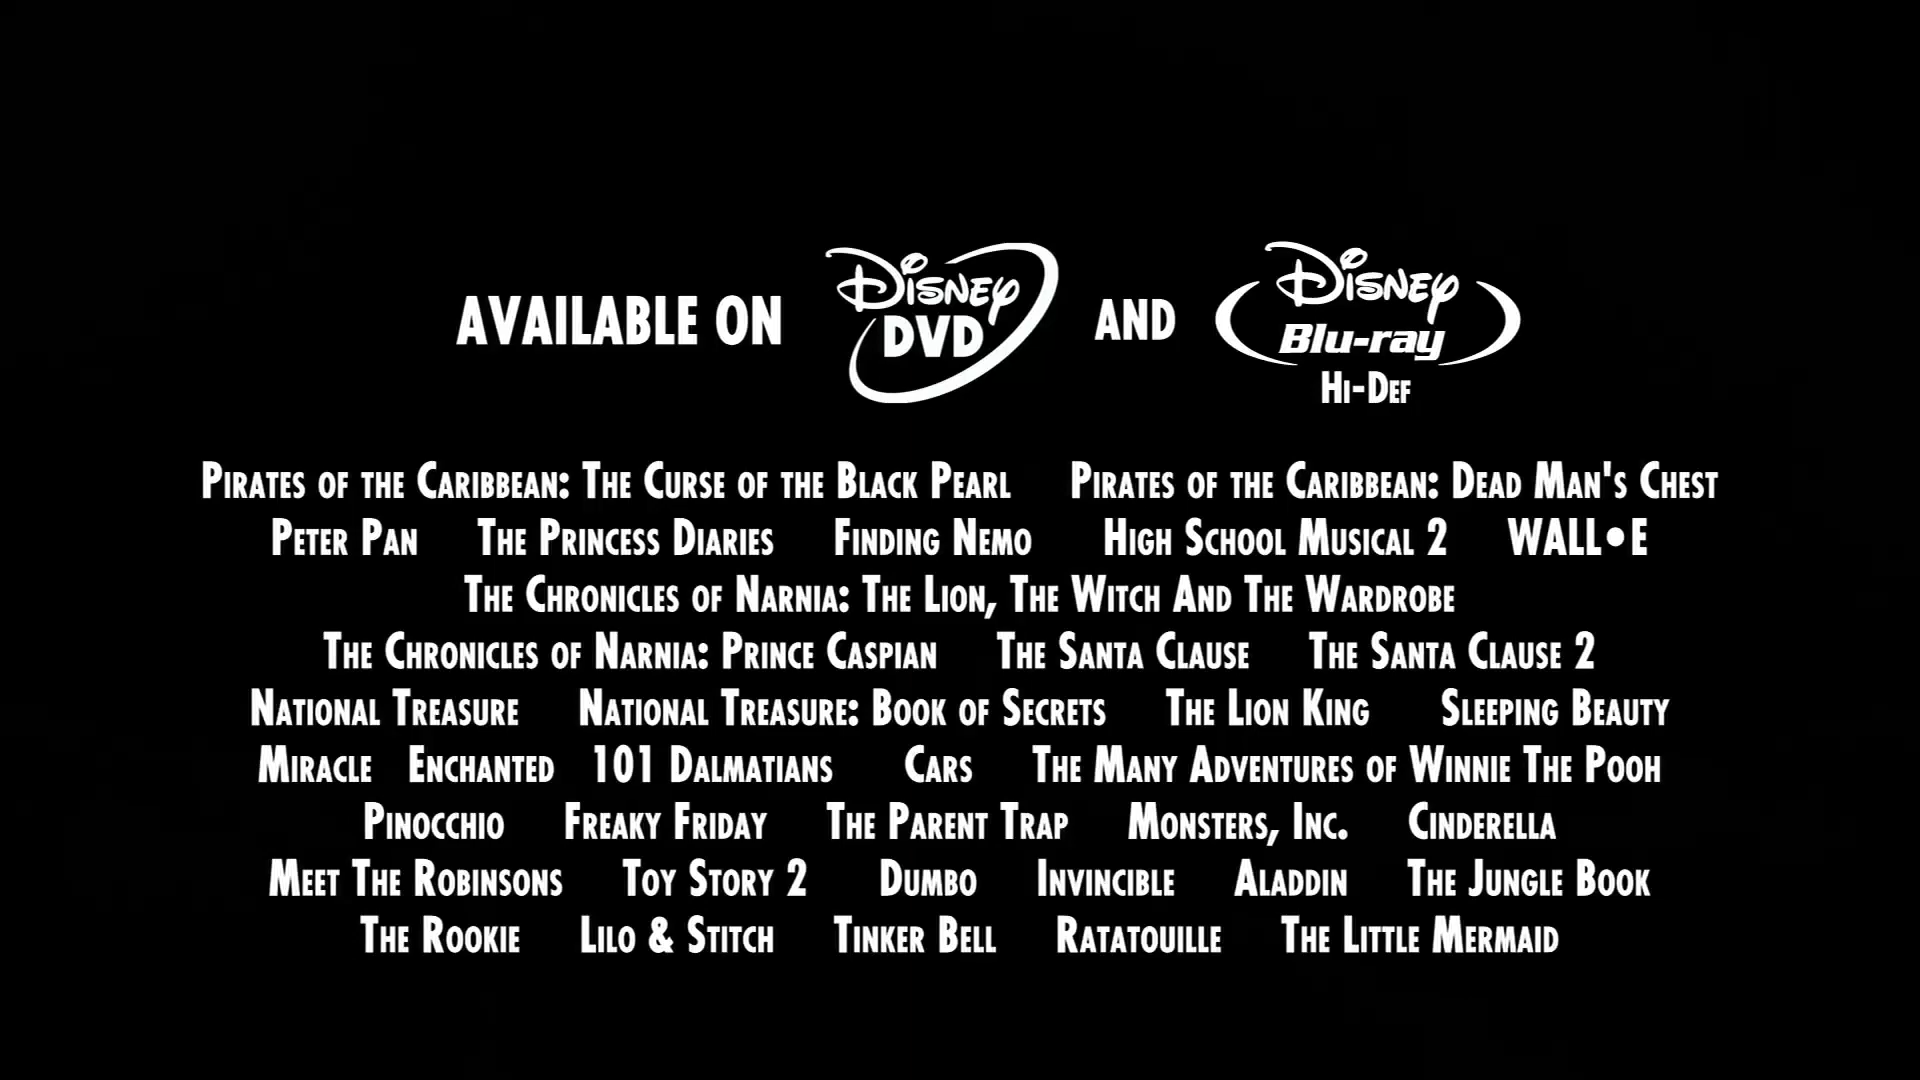 AVAILABLE ON DISNEY DVD AND DISNEY Blu-ray HI-DEF
PIRATES OF THE CARIBBEAN: THE CURSE OF THE BLACK PEARL PIRATES OF THE CARIBBEAN: DEAD MAN'S CHEST
PETER PAN THE PRINCESS DIARIES FINDING NEMO HIGH SCHOOL MUSICAL 2 WALL•E
THE CHRONICLES OF NARNIA: THE LION, THE WITCH AND THE WARDROBE
THE CHRONICLES OF NARNIA: PRINCE CASPIAN THE SANTA CLAUSE THE SANTA CLAUSE 2
NATIONAL TREASURE NATIONAL TREASURE: BOOK OF SECRETS THE LION KING SLEEPING BEAUTY
MIRACLE ENCHANTED 101 DALMATIANS CARS THE MANY ADVENTURES OF WINNIE THE POOH
PINOCCHIO FREAKY FRIDAY THE PARENT TRAP MONSTERS, INC. CINDERELLA
MEET THE ROBINSONS TOY STORY 2 DUMBO INVINCIBLE ALADDIN THE JUNGLE BOOK
THE ROOKIE LILO & STITCH TINKER BELL RATATOUILLE THE LITTLE MERMAID